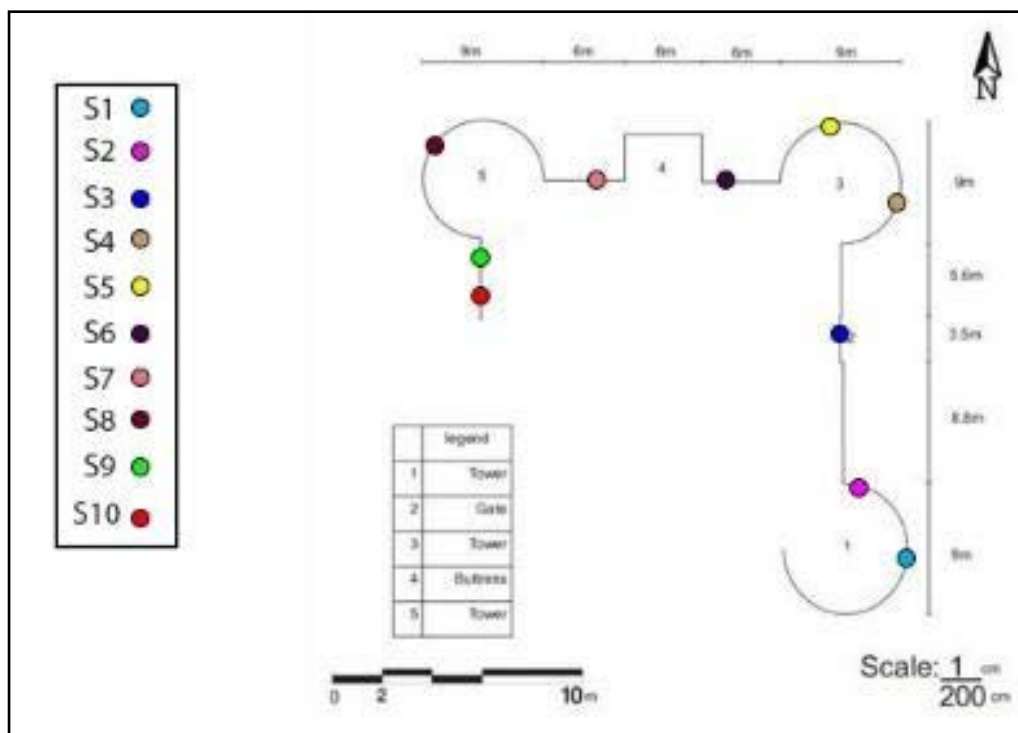 S1
S2
S3
S4
S5
S6
S7
S8
S9
S10
9m 6m 6m 6m 9m
N
5 4 3
9m
5.6m
3.5m
2
8.8m
1
9m
legend
1 Tower
2 Gate
3 Tower
4 Buttress
5 Tower
0 2 10 m
Scale: 1 cm
200 cm